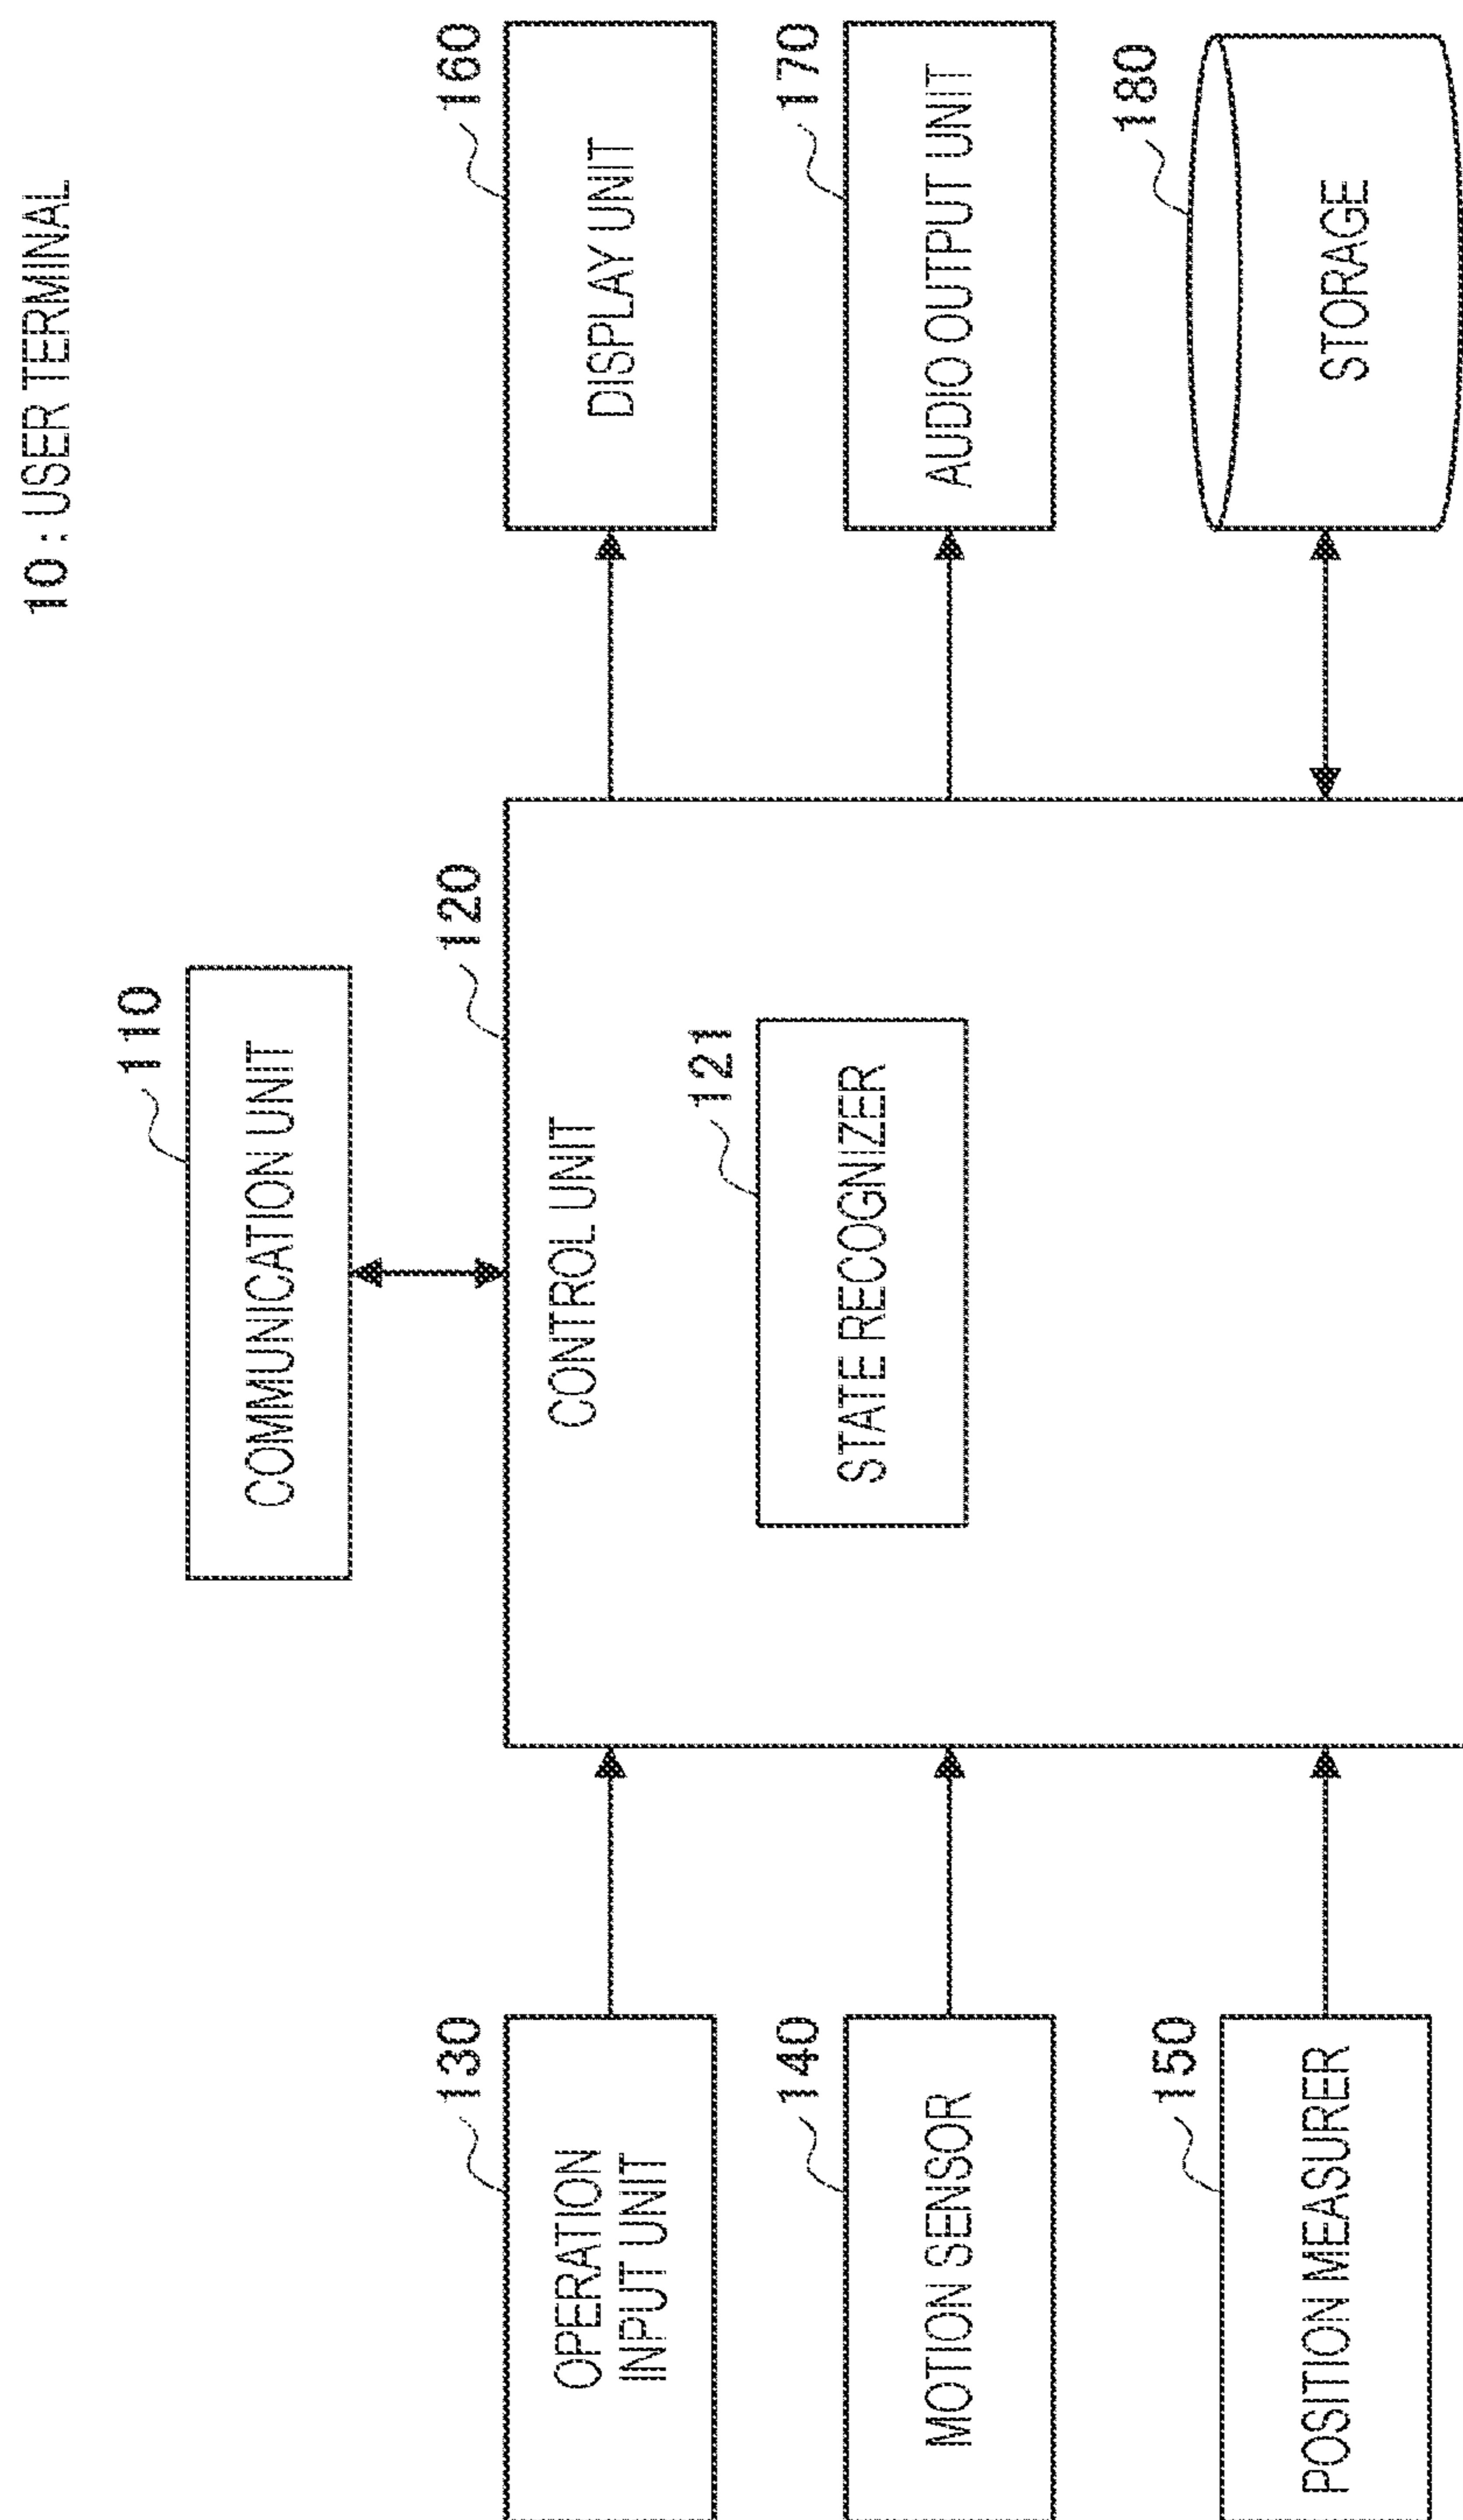 10 : USER TERMINAL
110
COMMUNICATION UNIT
130
OPERATION
INPUT UNIT
120
CONTROL UNIT
160
DISPLAY UNIT
140
MOTION SENSOR
121
STATE RECOGNIZER
170
AUDIO OUTPUT UNIT
150
POSITION MEASURER
180
STORAGE